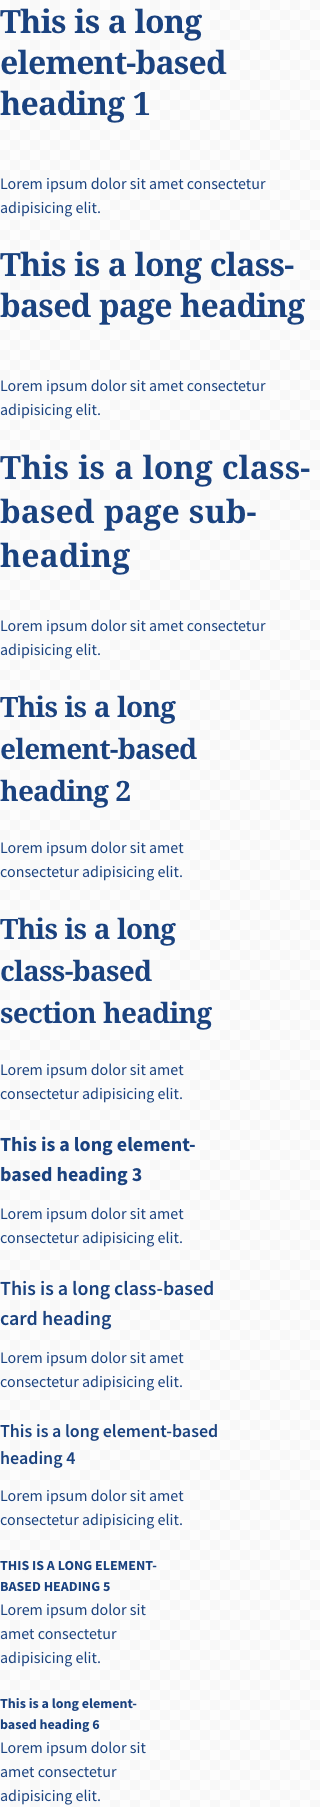 This is a long
element-based
heading 1
Lorem ipsum dolor sit amet consectetur
adipisicing elit.
This is a long class-
based page heading
Lorem ipsum dolor sit amet consectetur
adipisicing elit.
This is a long class-
based page sub-
heading
Lorem ipsum dolor sit amet consectetur
adipisicing elit.
This is a long
element-based
heading 2
Lorem ipsum dolor sit amet
consectetur adipisicing elit.
This is a long
class-based
section heading
Lorem ipsum dolor sit amet
consectetur adipisicing elit.
This is a long element-
based heading 3
Lorem ipsum dolor sit amet
consectetur adipisicing elit.
This is a long class-based
card heading
Lorem ipsum dolor sit amet
consectetur adipisicing elit.
This is a long element-based
heading 4
Lorem ipsum dolor sit amet
consectetur adipisicing elit.
THIS IS A LONG ELEMENT-
BASED HEADING 5
Lorem ipsum dolor sit
amet consectetur
adipisicing elit.
This is a long element-
based heading 6
Lorem ipsum dolor sit
amet consectetur
adipisicing elit.